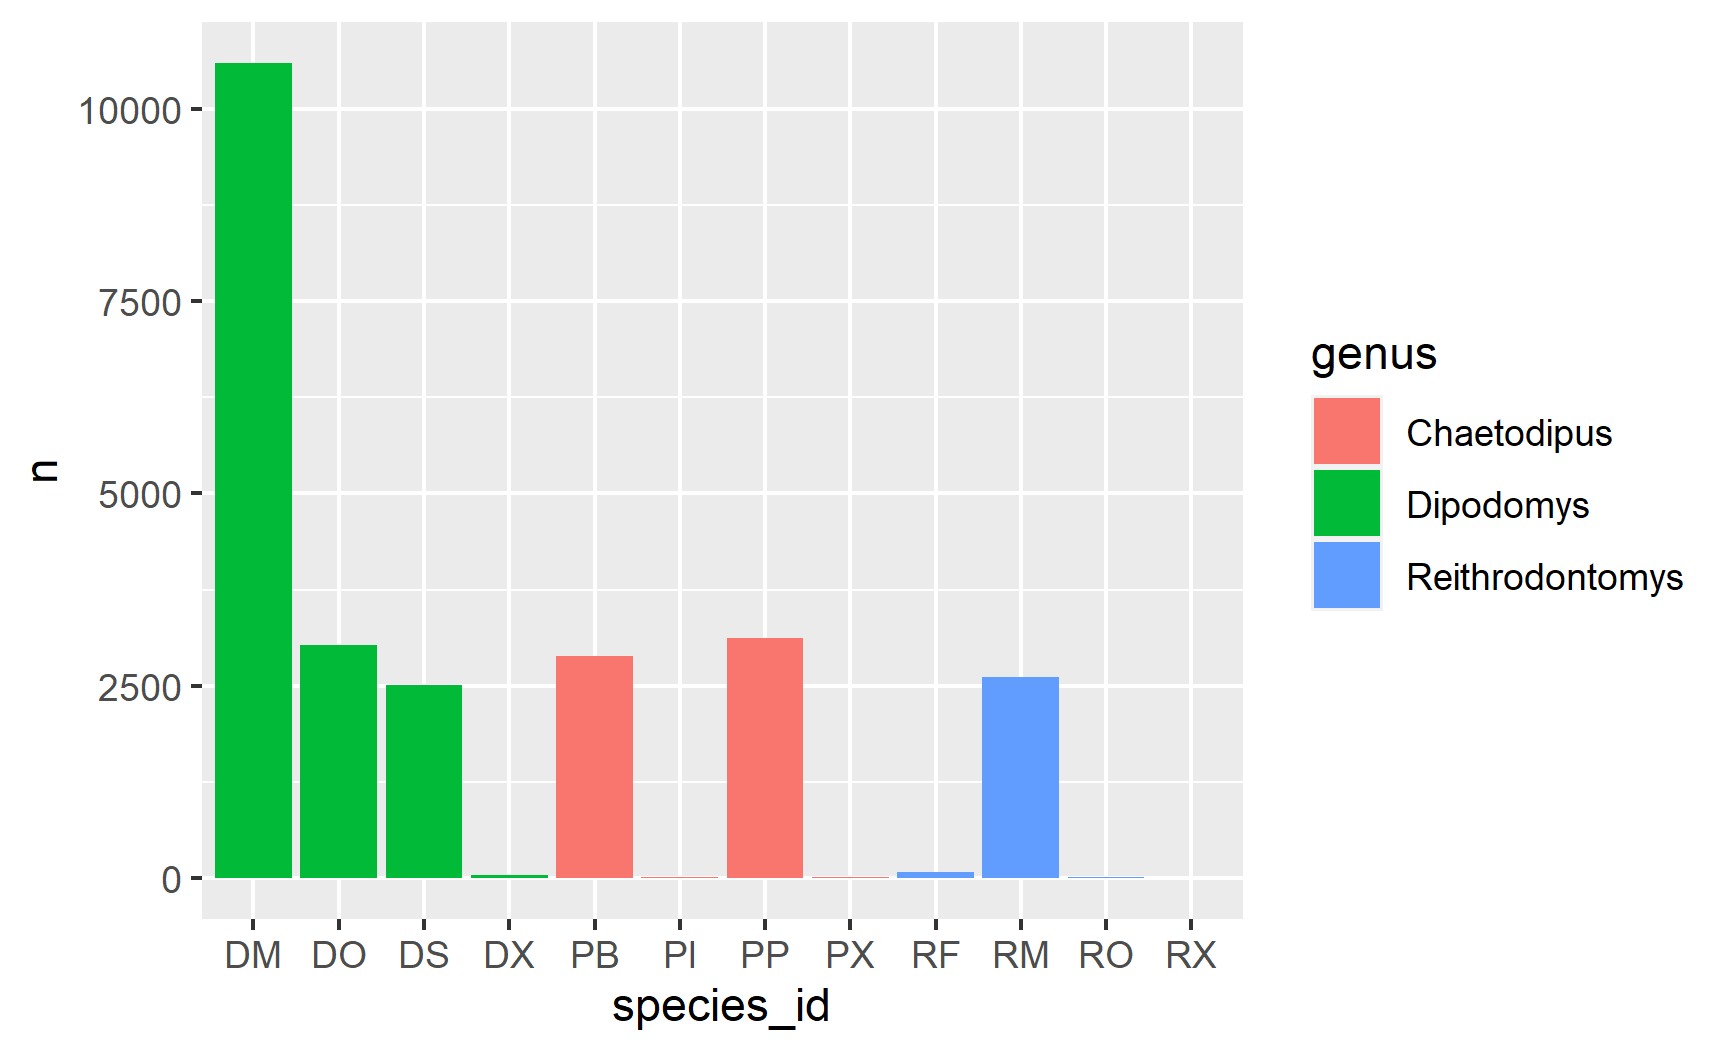 n
10000
7500
5000
2500
0
DM DO DS DX PB PI PP PX RF RM RO RX
species_id
genus
Chaetodipus
Dipodomys
Reithrodontomys